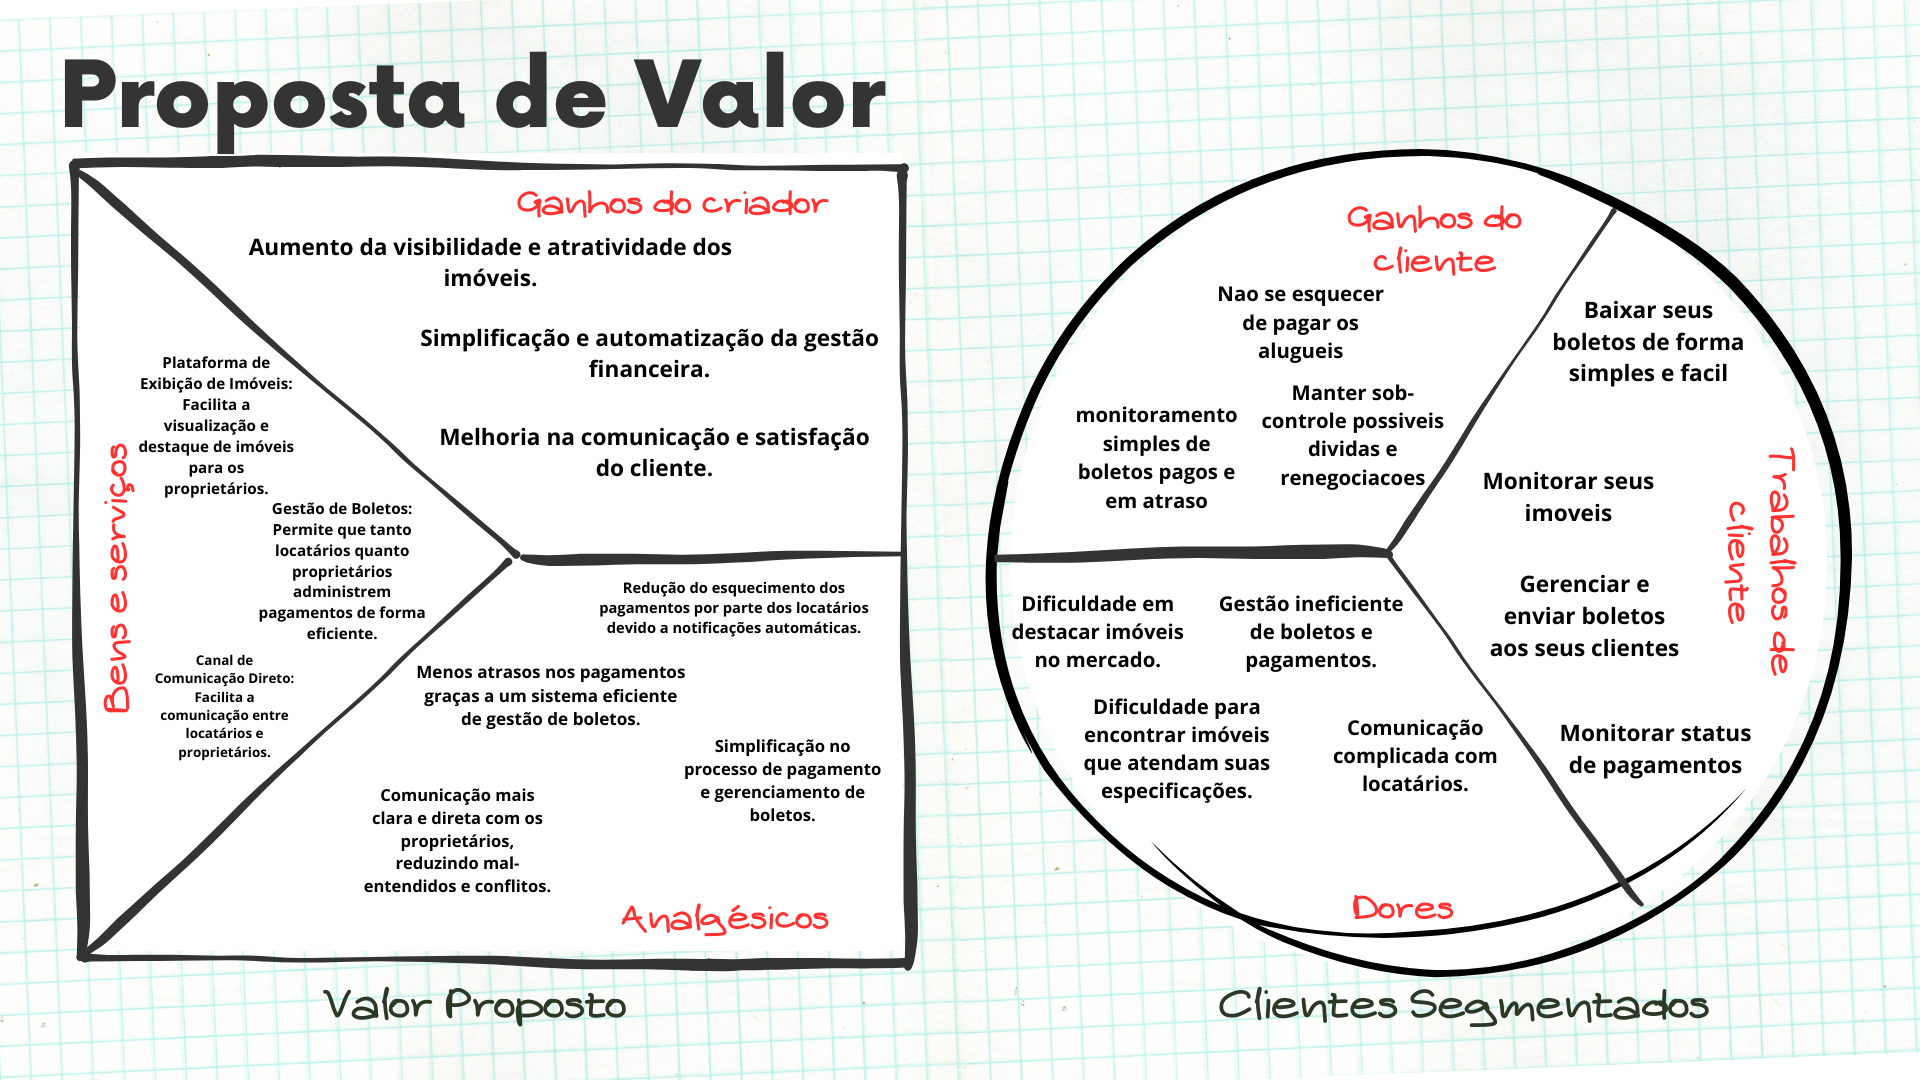 Proposta de Valor
Ganhos do criador
Aumento da visibilidade e atratividade dos
imóveis.
Simplificação e automatização da gestão
financeira.
Melhoria na comunicação e satisfação
do cliente.
Bens e serviços
Plataforma de
Exibição de Imóveis:
Facilita a
visualização e
destaque de imóveis
para os
proprietários.
Gestão de Boletos:
Permite que tanto
locatários quanto
proprietários
administrem
pagamentos de forma
eficiente.
Canal de
Comunicação Direto:
Facilita a
comunicação entre
locatários e
proprietários.
Redução do esquecimento dos
pagamentos por parte dos locatários
devido a notificações automáticas.
Menos atrasos nos pagamentos
graças a um sistema eficiente
de gestão de boletos.
Simplificação no
processo de pagamento
e gerenciamento de
boletos.
Comunicação mais
clara e direta com os
proprietários,
reduzindo mal-
entendidos e conflitos.
Analgésicos
Valor Proposto
Ganhos do
cliente
Nao se esquecer
de pagar os
alugueis
monitoramento
simples de
boletos pagos e
em atraso
Manter sob-
controle possiveis
dividas e
renegociacoes
Baixar seus
boletos de forma
simples e facil
Monitorar seus
imoveis
Gerenciar e
enviar boletos
aos seus clientes
Monitorar status
de pagamentos
Trabalhos de
cliente
Dificuldade em
destacar imóveis
no mercado.
Gestão ineficiente
de boletos e
pagamentos.
Dificuldade para
encontrar imóveis
que atendam suas
especificações.
Comunicação
complicada com
locatários.
Dores
Clientes Segmentados